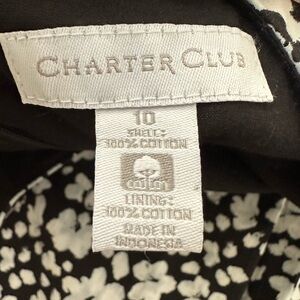 CHARTER CLUB
10
SHELL:
100% COTTON
cotton
LINING:
100% COTTON
MADE IN
INDONESIA